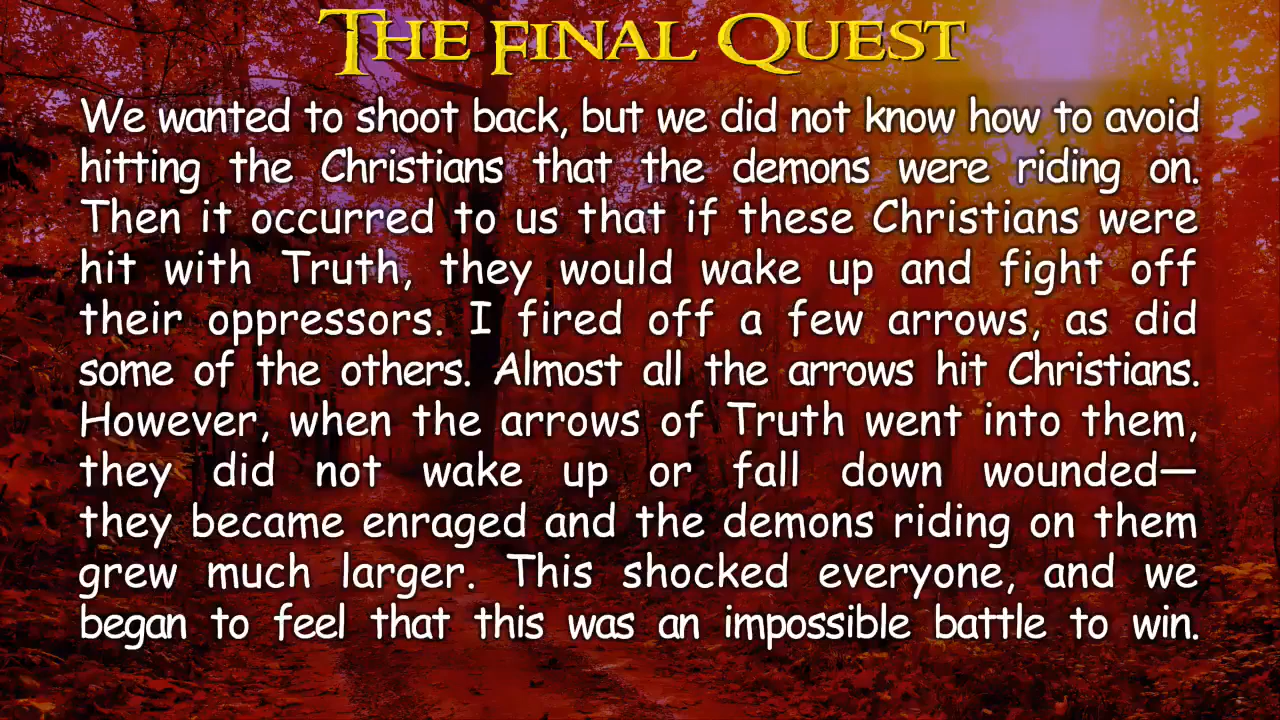 The Final Quest
We wanted to shoot back, but we did not know how to avoid
hitting the Christians that the demons were riding on.
Then it occurred to us that if these Christians were
hit with Truth, they would wake up and fight off
their oppressors. I fired off a few arrows, as did
some of the others. Almost all the arrows hit Christians.
However, when the arrows of Truth went into them,
they did not wake up or fall down wounded—
they became enraged and the demons riding on them
grew much larger. This shocked everyone, and we
began to feel that this was an impossible battle to win.